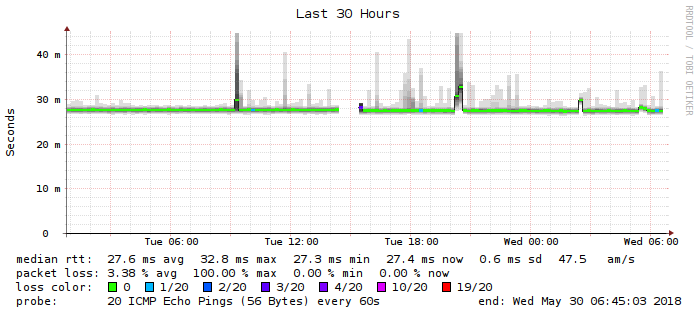 Last 30 Hours
RRDTOOL / TOBI OETIKER
Seconds
40 m
30 m
20 m
10 m
0
Tue 06:00 Tue 12:00 Tue 18:00 Wed 00:00 Wed 06:00
median rtt: 27.6 ms avg 32.8 ms max 27.3 ms min 27.4 ms now 0.6 ms sd 47.5 am/s
packet loss: 3.38 % avg 100.00 % max 0.00 % min 0.00 % now
loss color: 0 1/20 2/20 3/20 4/20 10/20 19/20
probe: 20 ICMP Echo Pings (56 Bytes) every 60s end: Wed May 30 06:45:03 2018